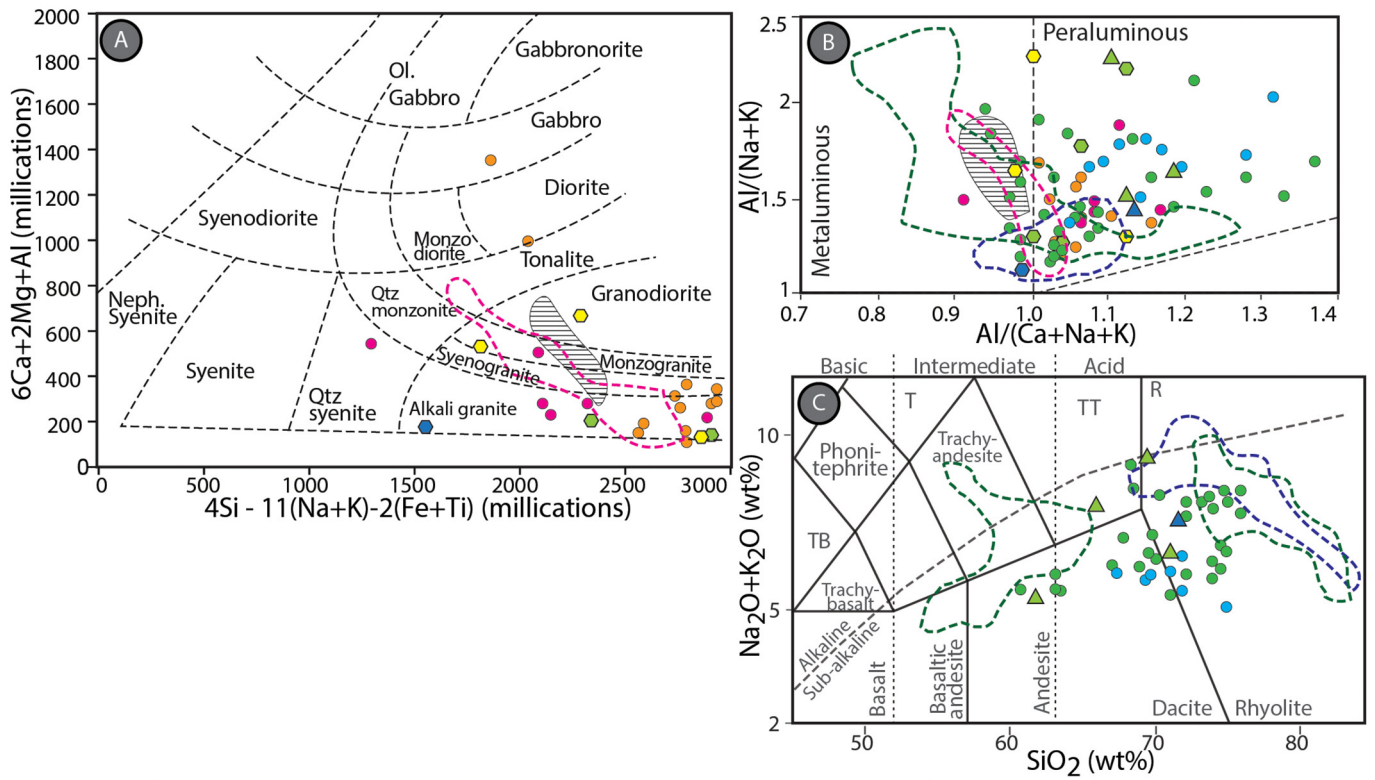 A
2000
1800
1600
1400
1200
1000
800
600
400
200
0
6Ca+2Mg+Al (millications)
0
500
1000
1500
2000
2500
3000
4Si - 11(Na+K)-2(Fe+Ti) (millications)
Gabbronorite
Ol.
Gabbro
Gabbro
Diorite
Syenodiorite
Monzo
diorite
Tonalite
Neph.
Syenite
Qtz
monzonite
Granodiorite
Syenite
Syenogranite
Monzogranite
Qtz
syenite
Alkali granite
B
2.5
2
1.5
1
Al/(Na+K)
Peraluminous
Metaluminous
0.7
0.8
0.9
1.0
1.1
1.2
1.3
1.4
Al/(Ca+Na+K)
C
Basic
Intermediate
Acid
T
TT
R
10
5
2
Na2O+K2O (wt%)
Phoni-
tephrite
Trachy-
andesite
TB
Trachy-
basalt
Alkaline
Sub-alkaline
Basalt
Basaltic
andesite
Andesite
Dacite
Rhyolite
50
60
70
80
SiO2 (wt%)